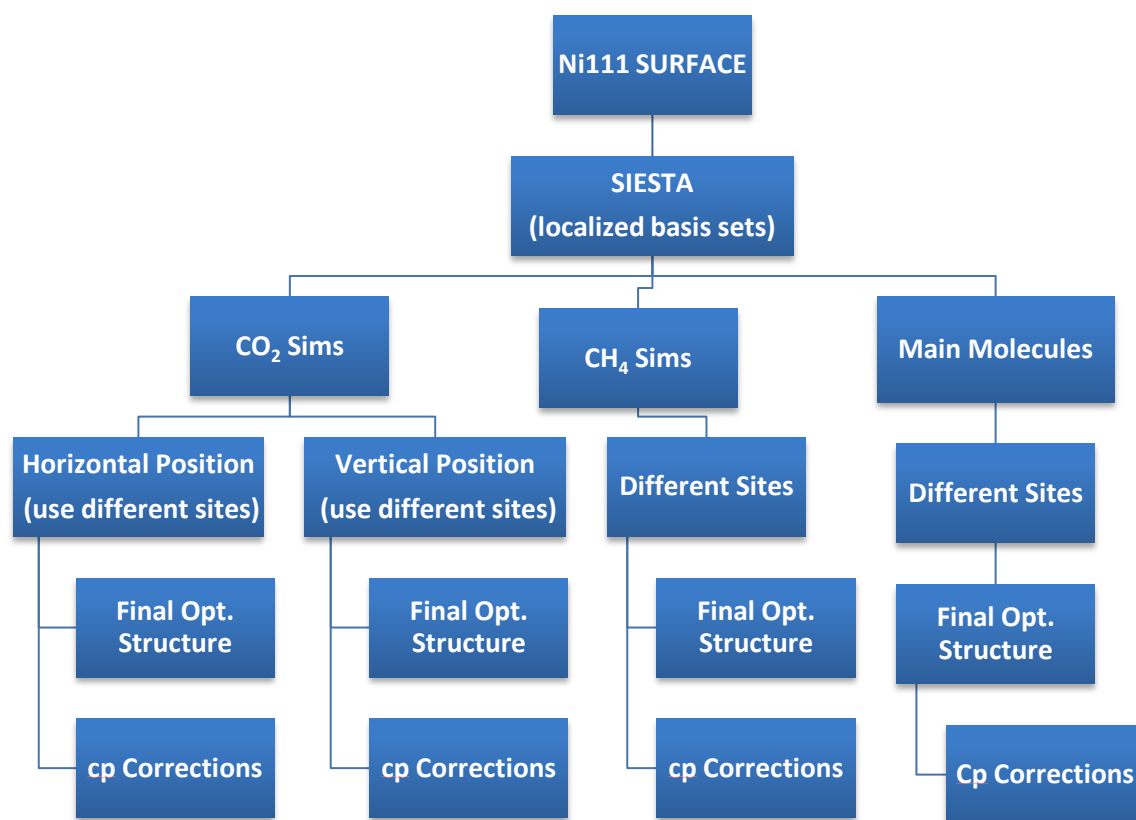 Ni111 SURFACE
SIESTA
(localized basis sets)
CO₂ Sims
CH₄ Sims
Main Molecules
Horizontal Position
(use different sites)
Vertical Position
(use different sites)
Different Sites
Different Sites
Final Opt.
Structure
Final Opt.
Structure
Final Opt.
Structure
Final Opt.
Structure
cp Corrections
cp Corrections
cp Corrections
Cp Corrections